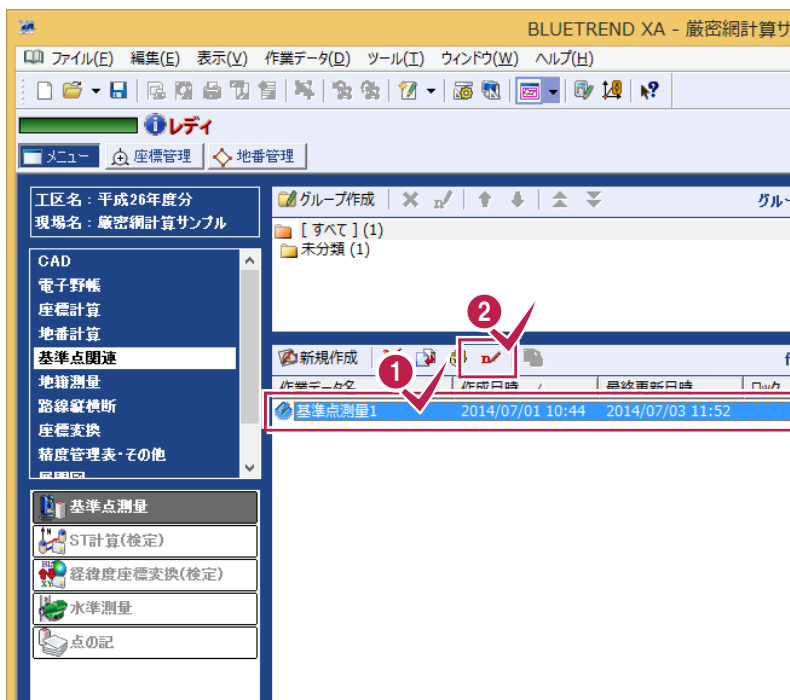 BLUETREND XA - 厳密網計算サ
ファイル(F) 編集(E) 表示(V) 作業データ(D) ツール(T) ウィンドウ(W) ヘルプ(H)
レディ
メニュー 座標管理 地番管理
工区名：平成26年度分
現場名：厳密網計算サンプル
CAD
電子野帳
座標計算
地番計算
基準点関連
地籍測量
路線縦横断
座標変換
精度管理表・その他
展開図
基準点測量
ST計算(検定)
経緯度座標変換(検定)
水準測量
点の記
グループ作成 グルー
[すべて] (1)
未分類 (1)
2
新規作成
1
作業データ名 作成日時 最終更新日時 ロック
基準点測量1 2014/07/01 10:44 2014/07/03 11:52